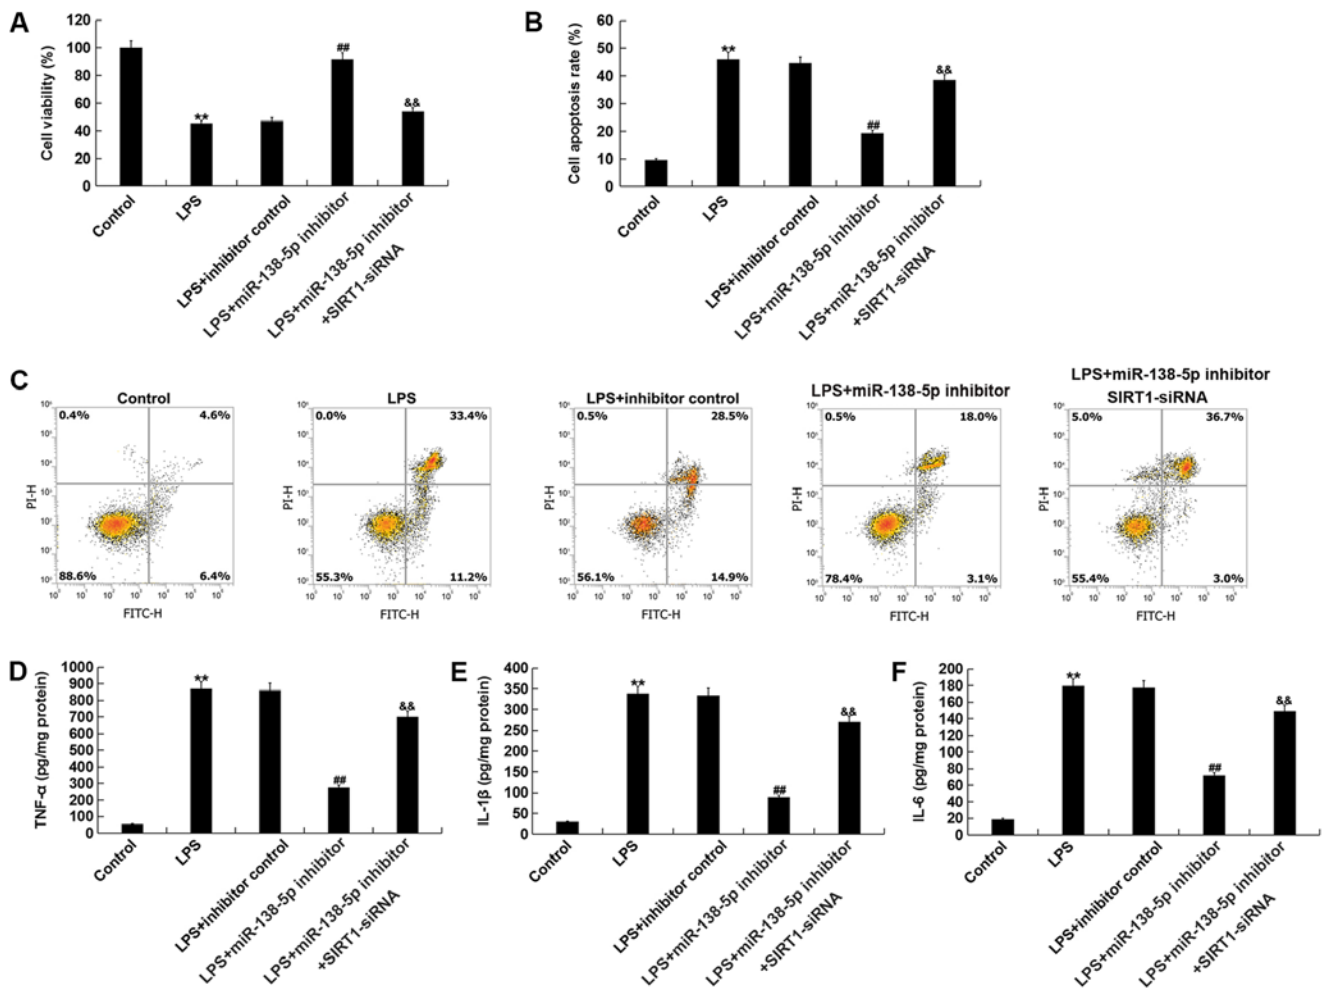 A
Cell viability (%)
120
100
80
60
40
20
0
**
##
&&
Control
LPS
LPS+inhibitor control
LPS+miR-138-5p inhibitor
LPS+miR-138-5p inhibitor
+SIRT1-siRNA
B
Cell apoptosis rate (%)
60
50
40
30
20
10
0
**
##
&&
Control
LPS
LPS+inhibitor control
LPS+miR-138-5p inhibitor
LPS+miR-138-5p inhibitor
+SIRT1-siRNA
C
Control
0.4% 4.6%
88.6% 6.4%
PI-H
FITC-H
LPS
0.0% 33.4%
55.3% 11.2%
PI-H
FITC-H
LPS+inhibitor control
0.5% 28.5%
56.1% 14.9%
PI-H
FITC-H
LPS+miR-138-5p inhibitor
0.5% 18.0%
78.4% 3.1%
PI-H
FITC-H
LPS+miR-138-5p inhibitor
SIRT1-siRNA
5.0% 36.7%
55.4% 3.0%
PI-H
FITC-H
D
TNF-α (pg/mg protein)
1000
900
800
700
600
500
400
300
200
100
0
**
##
&&
Control
LPS
LPS+inhibitor control
LPS+miR-138-5p inhibitor
LPS+miR-138-5p inhibitor
+SIRT1-siRNA
E
IL-1β (pg/mg protein)
400
350
300
250
200
150
100
50
0
**
##
&&
Control
LPS
LPS+inhibitor control
LPS+miR-138-5p inhibitor
LPS+miR-138-5p inhibitor
+SIRT1-siRNA
F
IL-6 (pg/mg protein)
200
180
160
140
120
100
80
60
40
20
0
**
##
&&
Control
LPS
LPS+inhibitor control
LPS+miR-138-5p inhibitor
LPS+miR-138-5p inhibitor
+SIRT1-siRNA